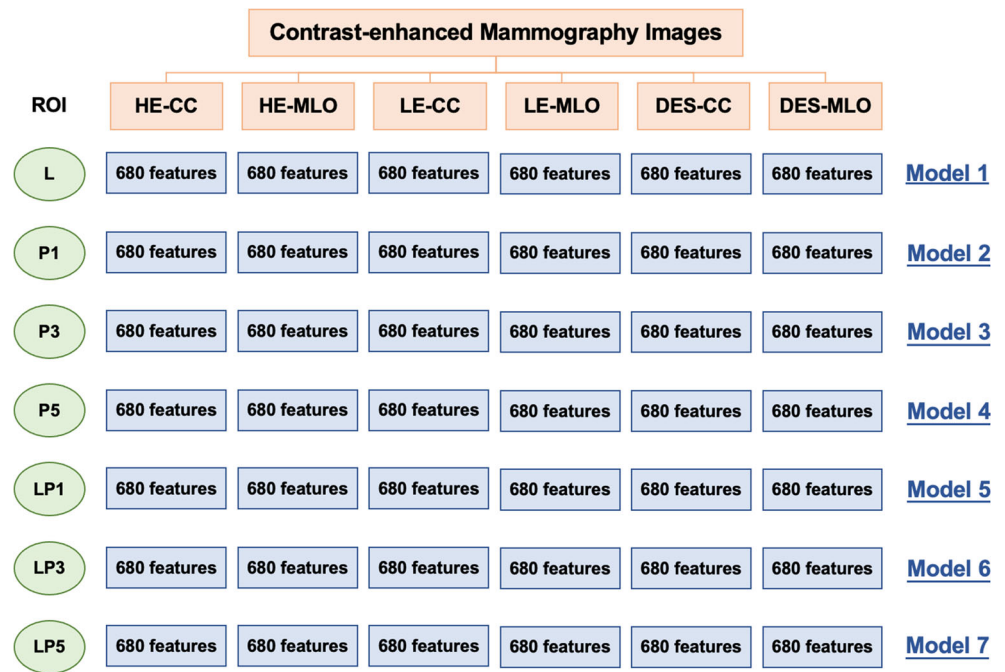 Contrast-enhanced Mammography Images
ROI HE-CC HE-MLO LE-CC LE-MLO DES-CC DES-MLO
L 680 features 680 features 680 features 680 features 680 features 680 features Model 1
P1 680 features 680 features 680 features 680 features 680 features 680 features Model 2
P3 680 features 680 features 680 features 680 features 680 features 680 features Model 3
P5 680 features 680 features 680 features 680 features 680 features 680 features Model 4
LP1 680 features 680 features 680 features 680 features 680 features 680 features Model 5
LP3 680 features 680 features 680 features 680 features 680 features 680 features Model 6
LP5 680 features 680 features 680 features 680 features 680 features 680 features Model 7